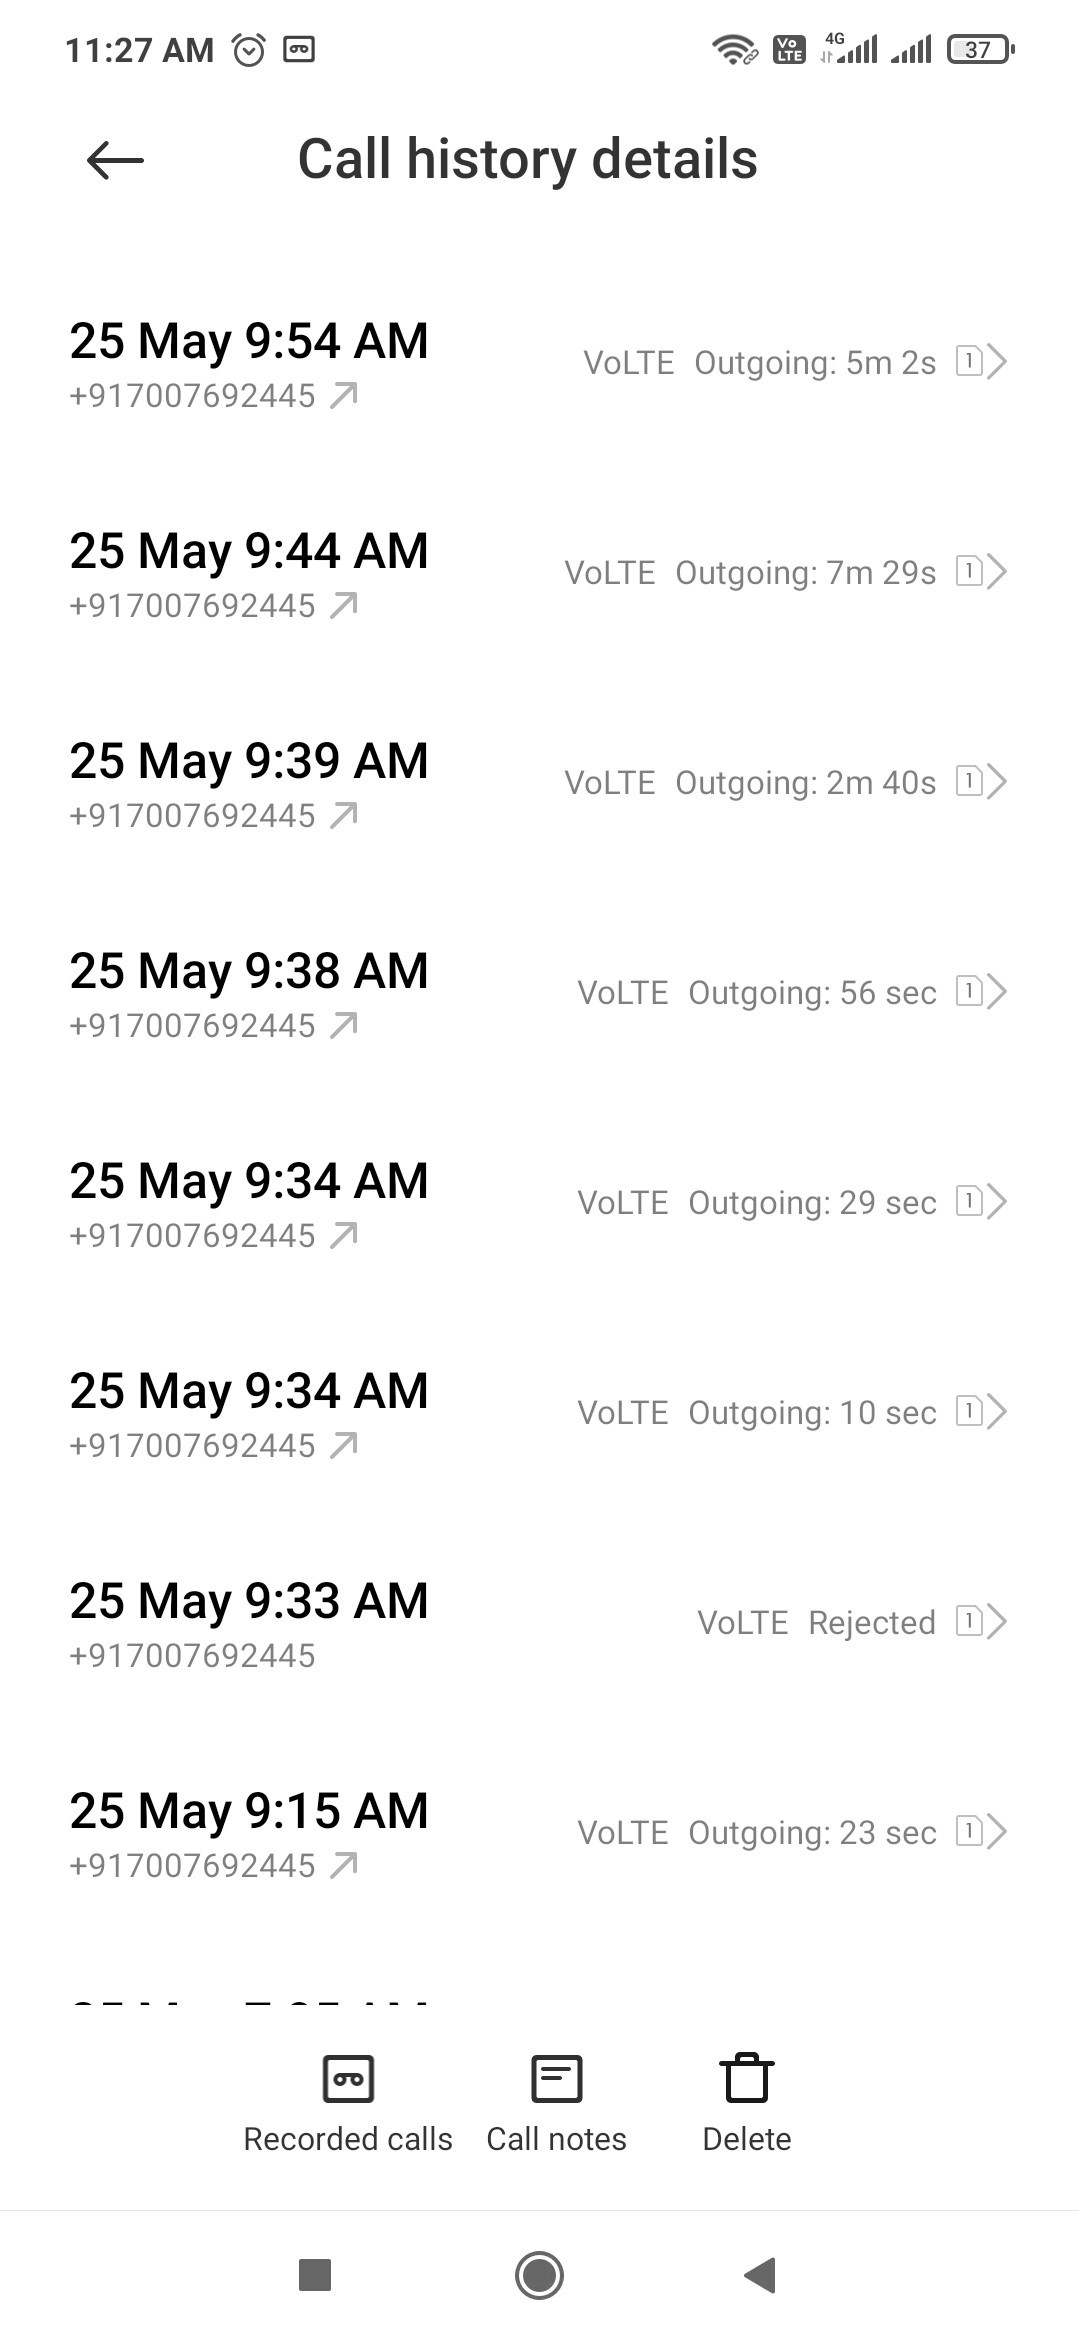 11:27 AM
Vo LTE 4G 37
Call history details
25 May 9:54 AM
+917007692445
VoLTE Outgoing: 5m 2s 1
25 May 9:44 AM
+917007692445
VoLTE Outgoing: 7m 29s 1
25 May 9:39 AM
+917007692445
VoLTE Outgoing: 2m 40s 1
25 May 9:38 AM
+917007692445
VoLTE Outgoing: 56 sec 1
25 May 9:34 AM
+917007692445
VoLTE Outgoing: 29 sec 1
25 May 9:34 AM
+917007692445
VoLTE Outgoing: 10 sec 1
25 May 9:33 AM
+917007692445
VoLTE Rejected 1
25 May 9:15 AM
+917007692445
VoLTE Outgoing: 23 sec 1
Recorded calls Call notes Delete